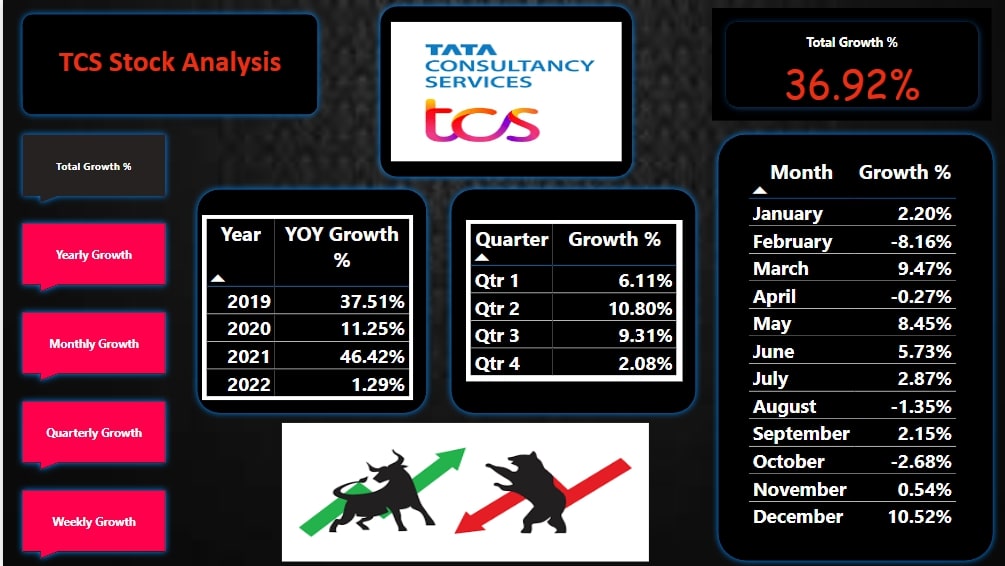 TCS Stock Analysis
TATA
CONSULTANCY
SERVICES
tcs
Total Growth %
36.92%
Total Growth %
Yearly Growth
Monthly Growth
Quarterly Growth
Weekly Growth
Year YOY Growth
%
2019 37.51%
2020 11.25%
2021 46.42%
2022 1.29%
Quarter Growth %
Qtr 1 6.11%
Qtr 2 10.80%
Qtr 3 9.31%
Qtr 4 2.08%
Month Growth %
January 2.20%
February -8.16%
March 9.47%
April -0.27%
May 8.45%
June 5.73%
July 2.87%
August -1.35%
September 2.15%
October -2.68%
November 0.54%
December 10.52%